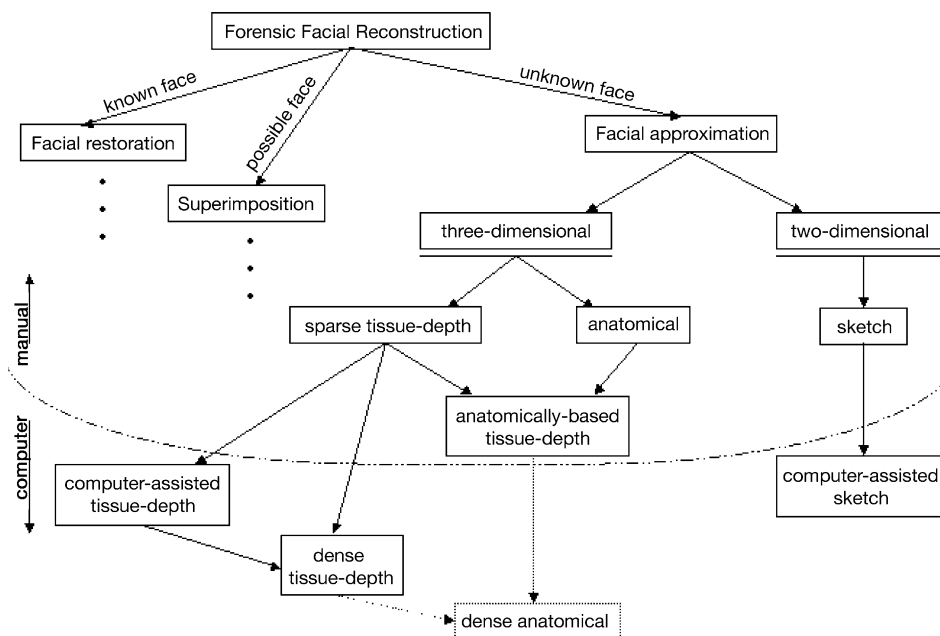 Forensic Facial Reconstruction
known face
possible face
unknown face
Facial restoration
Facial approximation
Superimposition
three-dimensional
two-dimensional
manual
sparse tissue-depth
anatomical
sketch
computer
anatomically-based
tissue-depth
computer-assisted
tissue-depth
computer-assisted
sketch
dense
tissue-depth
dense anatomical